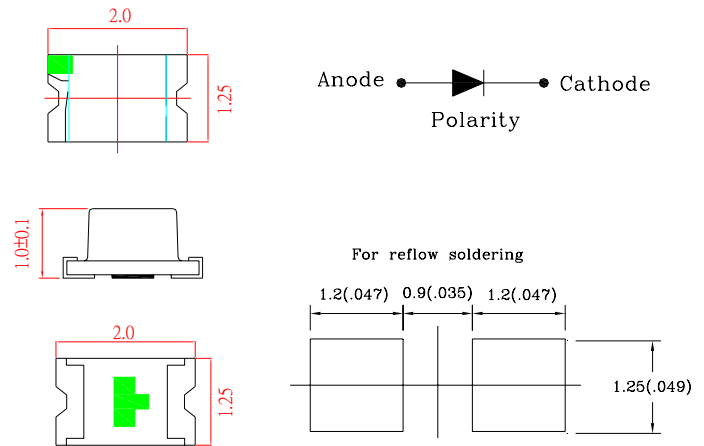 2.0
1.25
Anode
Cathode
Polarity
1.0±0.1
For reflow soldering
1.2(.047)
0.9(.035)
1.2(.047)
1.25(.049)
2.0
1.25